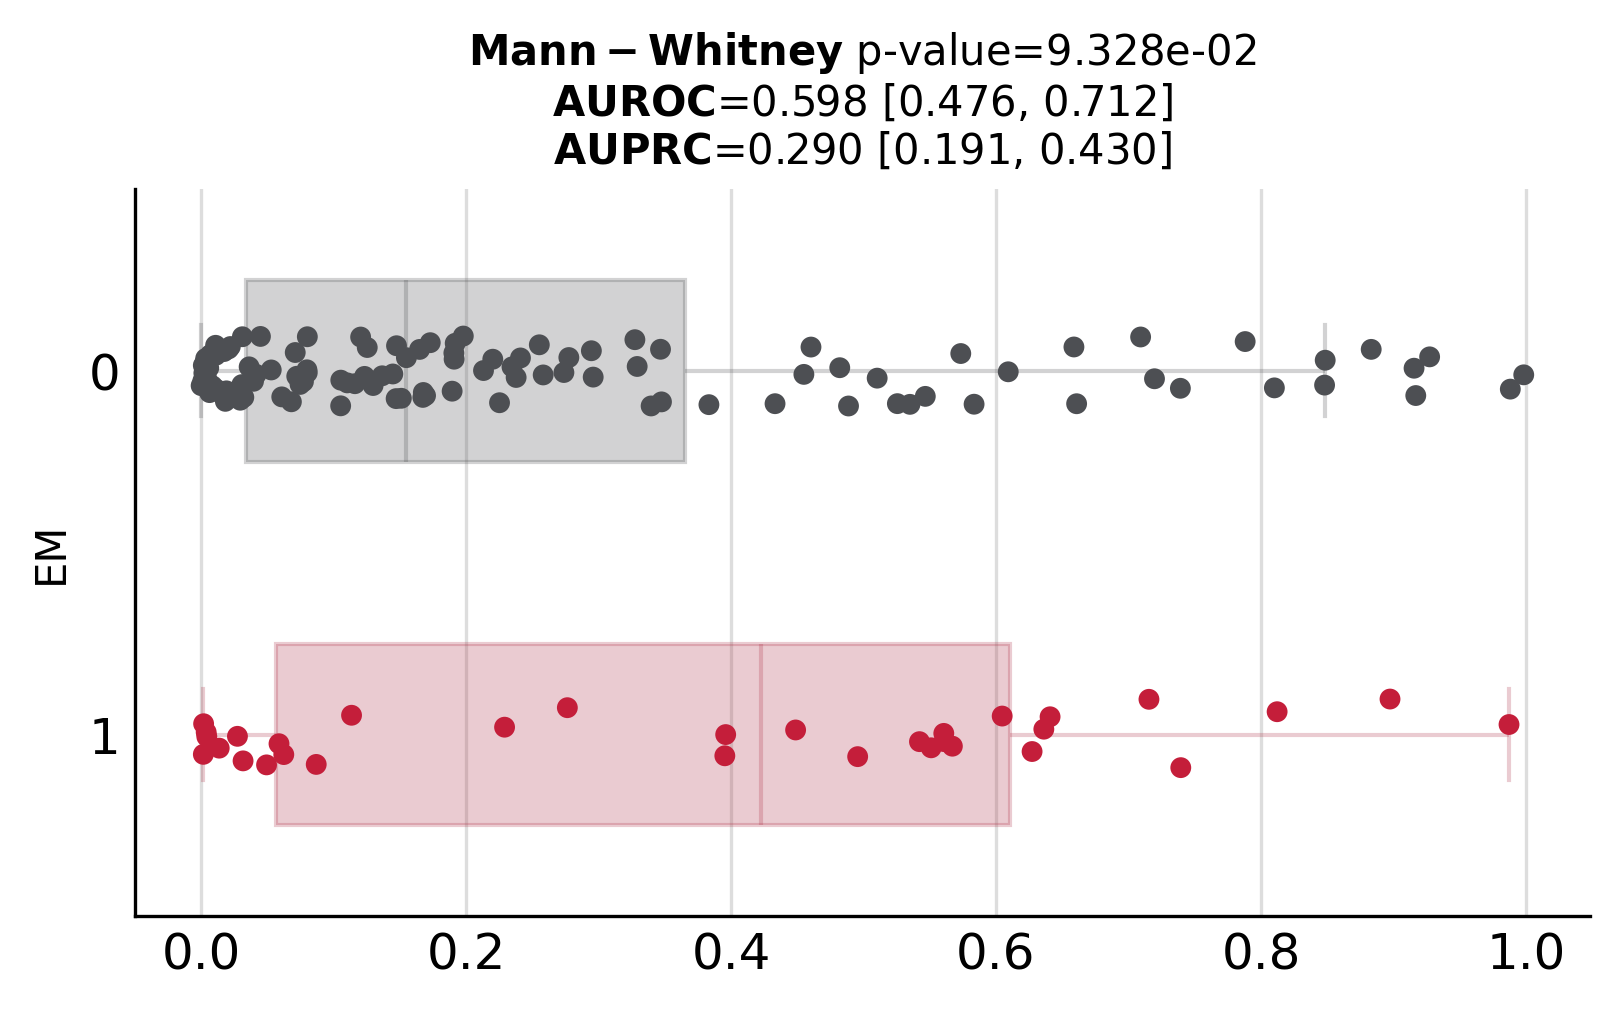 Mann−Whitney p-value=9.328e-02
AUROC=0.598 [0.476, 0.712]
AUPRC=0.290 [0.191, 0.430]
0
EM
1
0.0 0.2 0.4 0.6 0.8 1.0